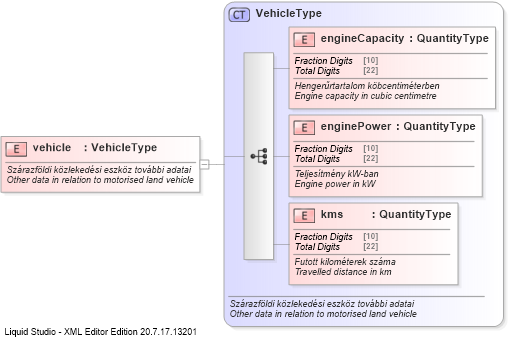 CT VehicleType
E engineCapacity : QuantityType
Fraction Digits [10]
Total Digits [22]
Hengerűrtartalom köbcentiméterben
Engine capacity in cubic centimetre
E vehicle : VehicleType
Szárazföldi közlekedési eszköz további adatai
Other data in relation to motorised land vehicle
E enginePower : QuantityType
Fraction Digits [10]
Total Digits [22]
Teljesítmény kW-ban
Engine power in kW
E kms : QuantityType
Fraction Digits [10]
Total Digits [22]
Futott kilométerek száma
Travelled distance in km
Szárazföldi közlekedési eszköz további adatai
Other data in relation to motorised land vehicle
Liquid Studio - XML Editor Edition 20.7.17.13201